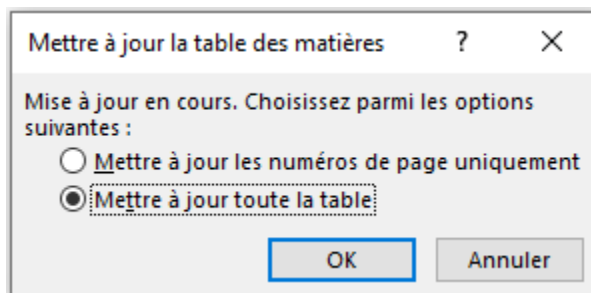 Mettre à jour la table des matières ? ×
Mise à jour en cours. Choisissez parmi les options
suivantes :
Mettre à jour les numéros de page uniquement
Mettre à jour toute la table
OK Annuler